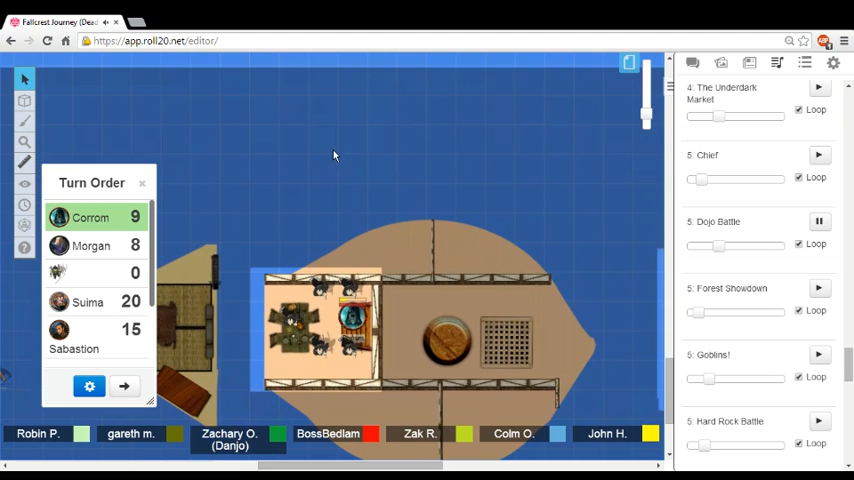 Fallcrest Journey (Dead
https://app.roll20.net/editor/
ABP
Turn Order
Corrom 9
Morgan 8
0
Suima 20
15
Sabastion
Robin P.
gareth m.
Zachary O.
(Danjo)
BossBedlam
Zak R.
Colm O.
John H.
4: The Underdark
Market
Loop
5: Chief
Loop
5: Dojo Battle
Loop
5: Forest Showdown
Loop
5: Goblins!
Loop
5: Hard Rock Battle
Loop